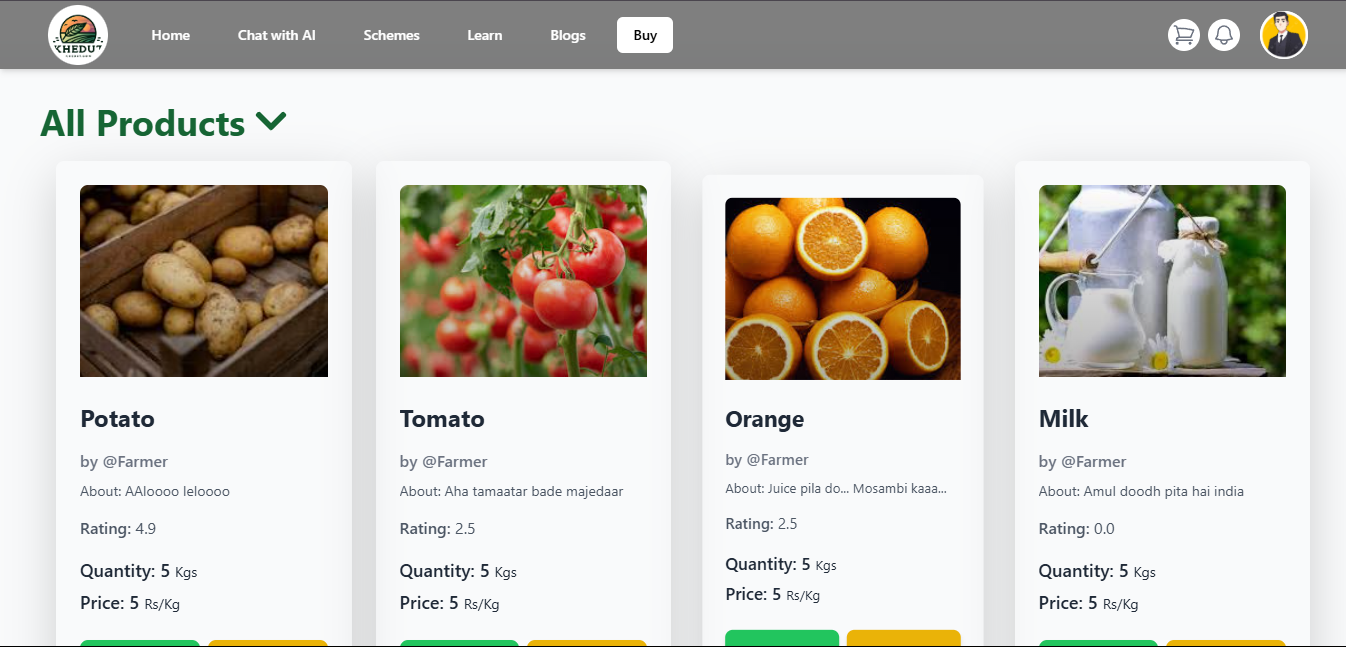 KHEDUT
Home Chat with AI Schemes Learn Blogs Buy
All Products
Potato
by @Farmer
About: AAloooo leloooo
Rating: 4.9
Quantity: 5 Kgs
Price: 5 Rs/Kg
Tomato
by @Farmer
About: Aha tamaatar bade majedaar
Rating: 2.5
Quantity: 5 Kgs
Price: 5 Rs/Kg
Orange
by @Farmer
About: Juice pila do... Mosambi kaaa...
Rating: 2.5
Quantity: 5 Kgs
Price: 5 Rs/Kg
Milk
by @Farmer
About: Amul doodh pita hai india
Rating: 0.0
Quantity: 5 Kgs
Price: 5 Rs/Kg